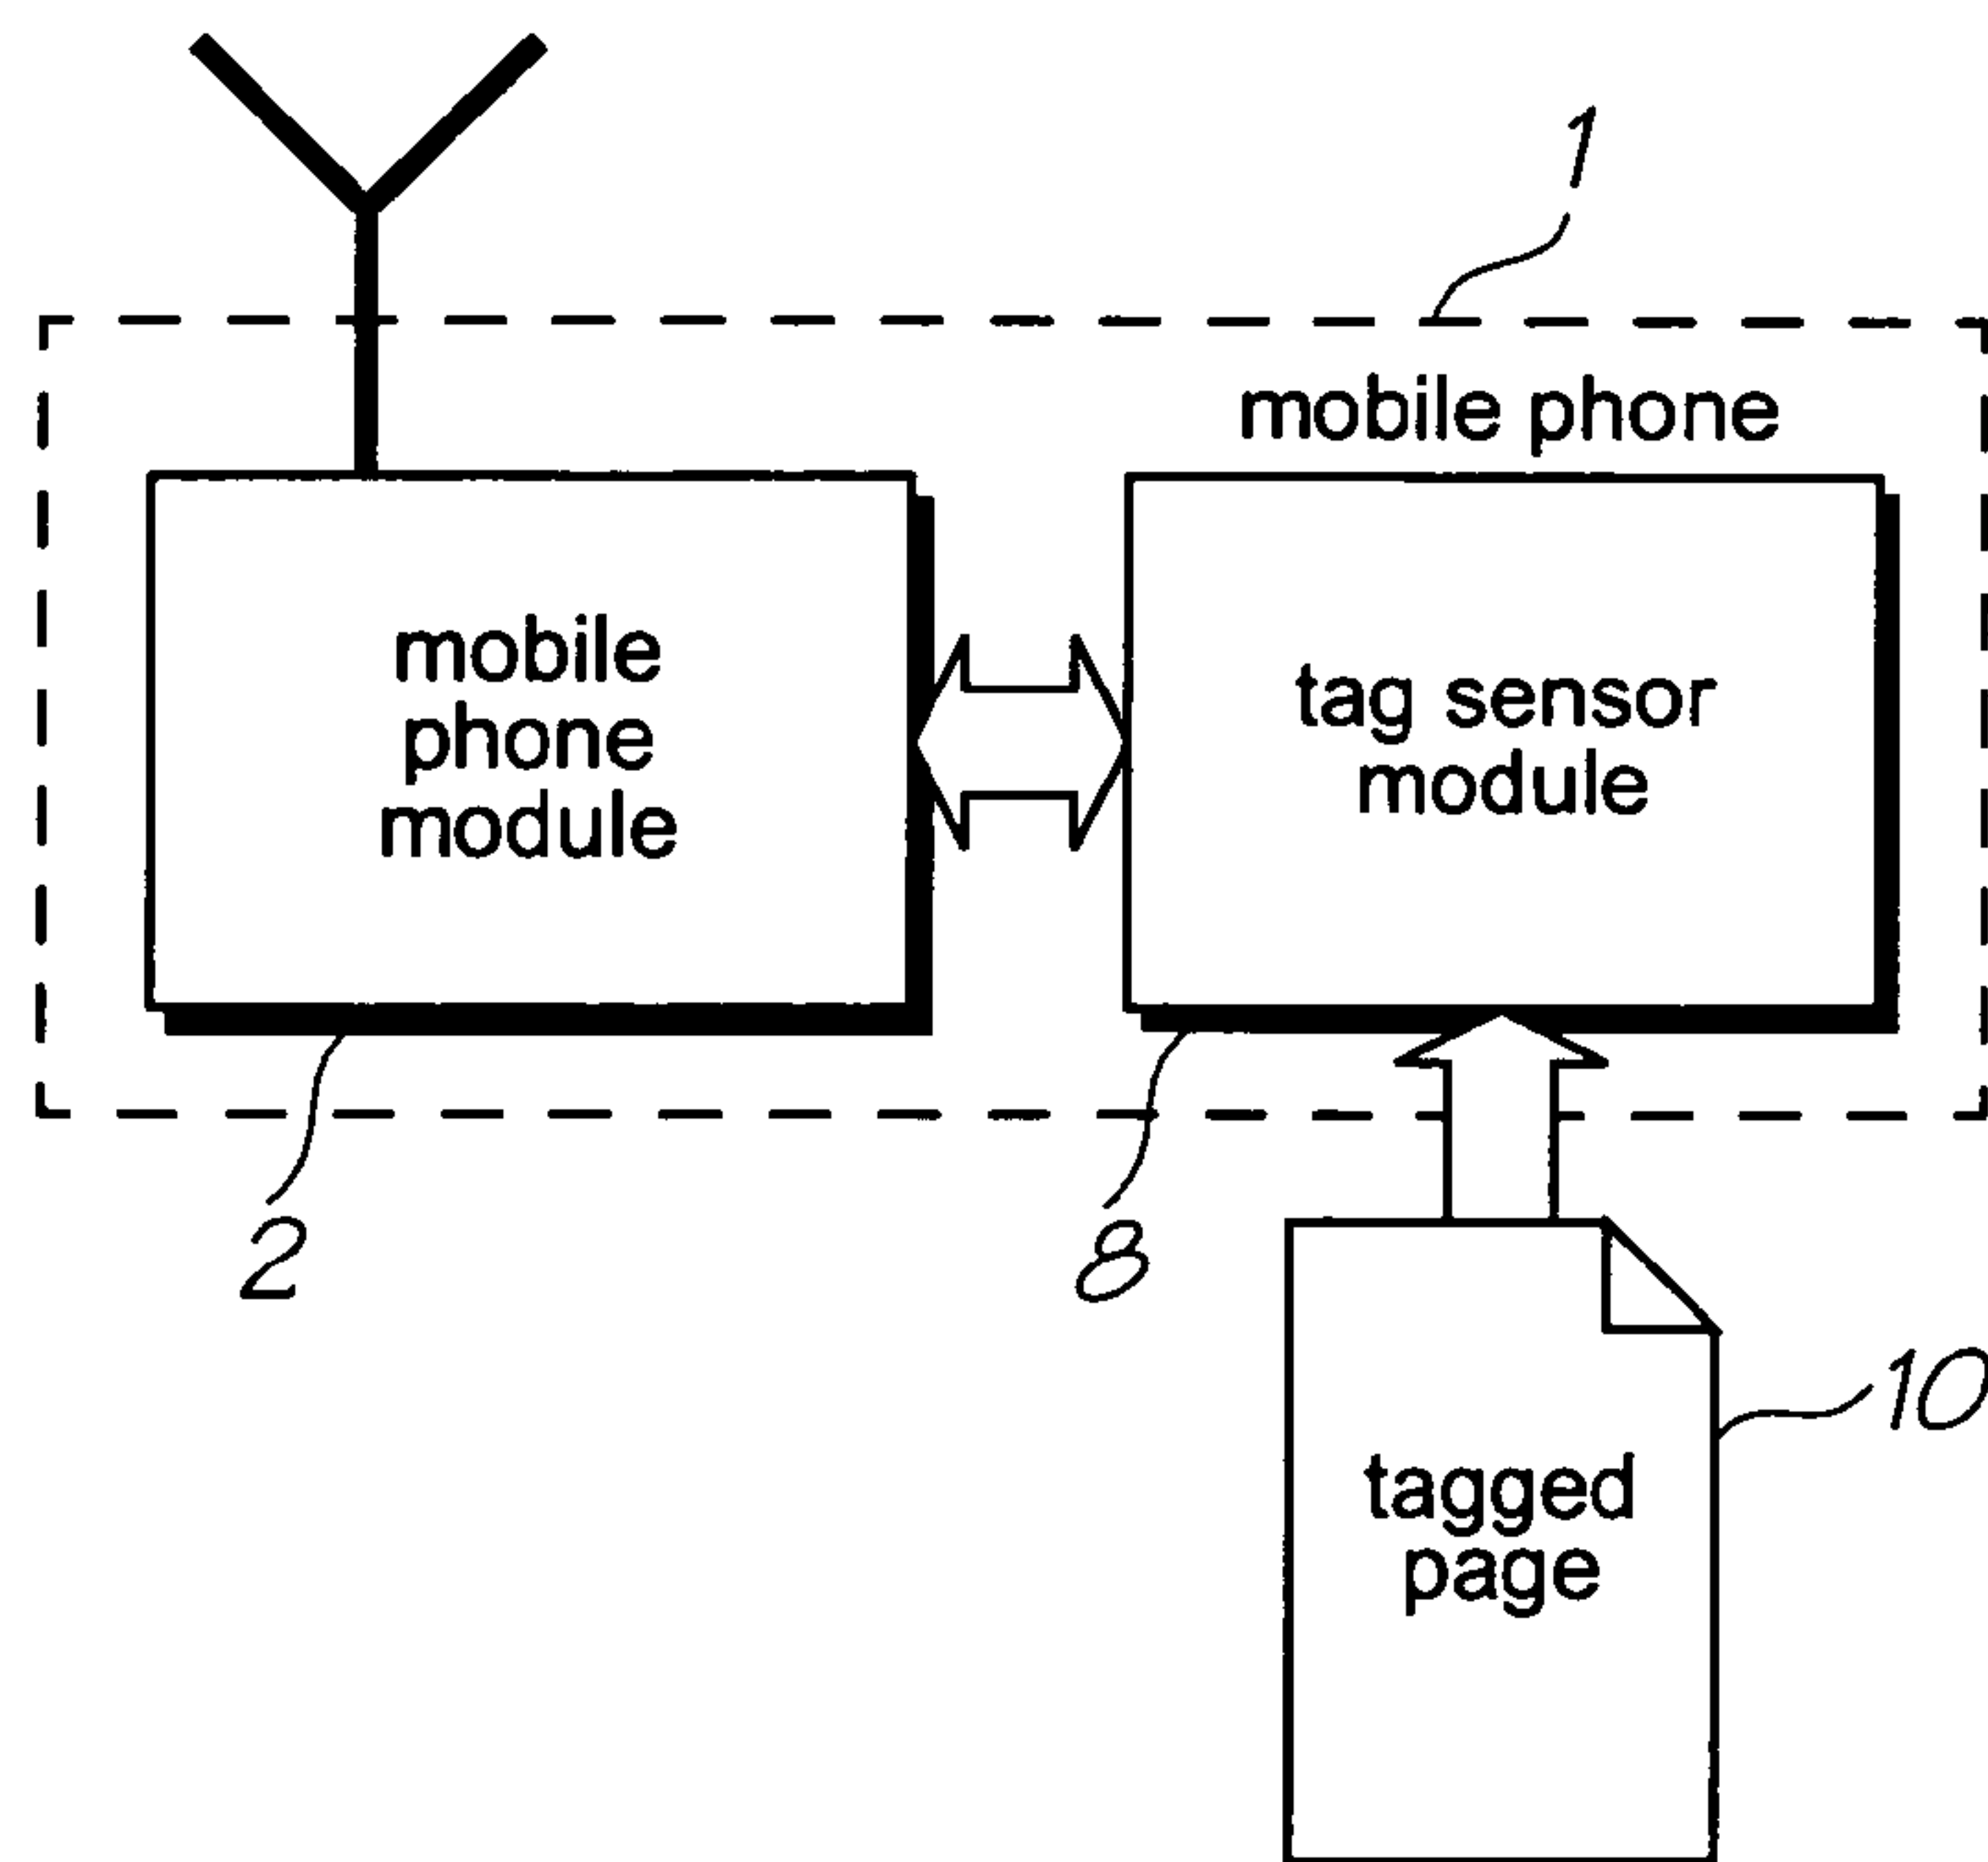 1
mobile phone
mobile
phone
module
tag sensor
module
2
8
10
tagged
page